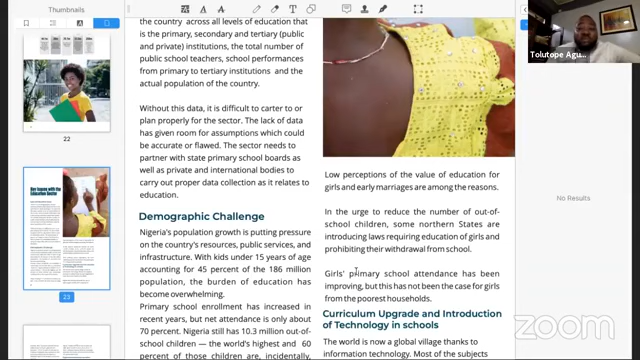 Thumbnails
22
23
the country across all levels of education that
is the primary, secondary and tertiary (public
and private) institutions, the total number of
public school teachers, school performances
from primary to tertiary institutions and the
actual population of the country.
Without this data, it is difficult to carter to or
plan properly for the sector. The lack of data
has given room for assumptions which could
be accurate or flawed. The sector needs to
partner with state primary school boards as
well as private and international bodies to
carry out proper data collection as it relates to
education.
Demographic Challenge
Nigeria's population growth is putting pressure
on the country's resources, public services, and
infrastructure. With kids under 15 years of age
accounting for 45 percent of the 186 million
population, the burden of education has
become overwhelming.
Primary school enrollment has increased in
recent years, but net attendance is only about
70 percent. Nigeria still has 10.3 million out-of-
school children — the world's highest and 60
percent of those children are, incidentally,
Low perceptions of the value of education for
girls and early marriages are among the reasons.
In the urge to reduce the number of out-of-
school children, some northern States are
introducing laws requiring education of girls and
prohibiting their withdrawal from school.
Girls' primary school attendance has been
improving, but this has not been the case for girls
from the poorest households.
Curriculum Upgrade and Introduction
of Technology in schools
The world is now a global village thanks to
information technology. Most of the subjects
No Results
Tolutope Agu...
zoom